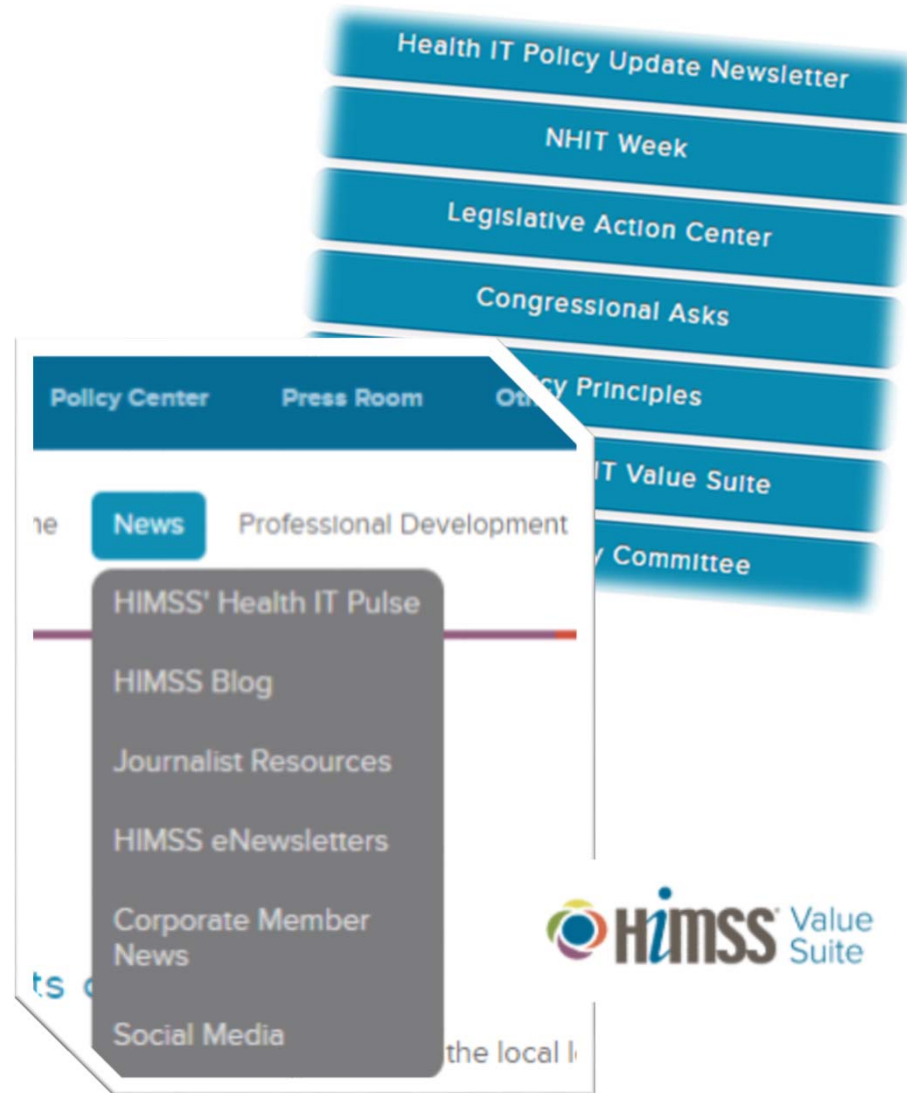 Health IT Policy Update Newsletter
NHIT Week
Legislative Action Center
Congressional Asks
Principles
IT Value Suite
Committee
Policy Center Press Room
News Professional Development
HIMSS' Health IT Pulse
HIMSS Blog
Journalist Resources
HIMSS eNewsletters
Corporate Member
News
Social Media
the local
HIMSS Value
Suite